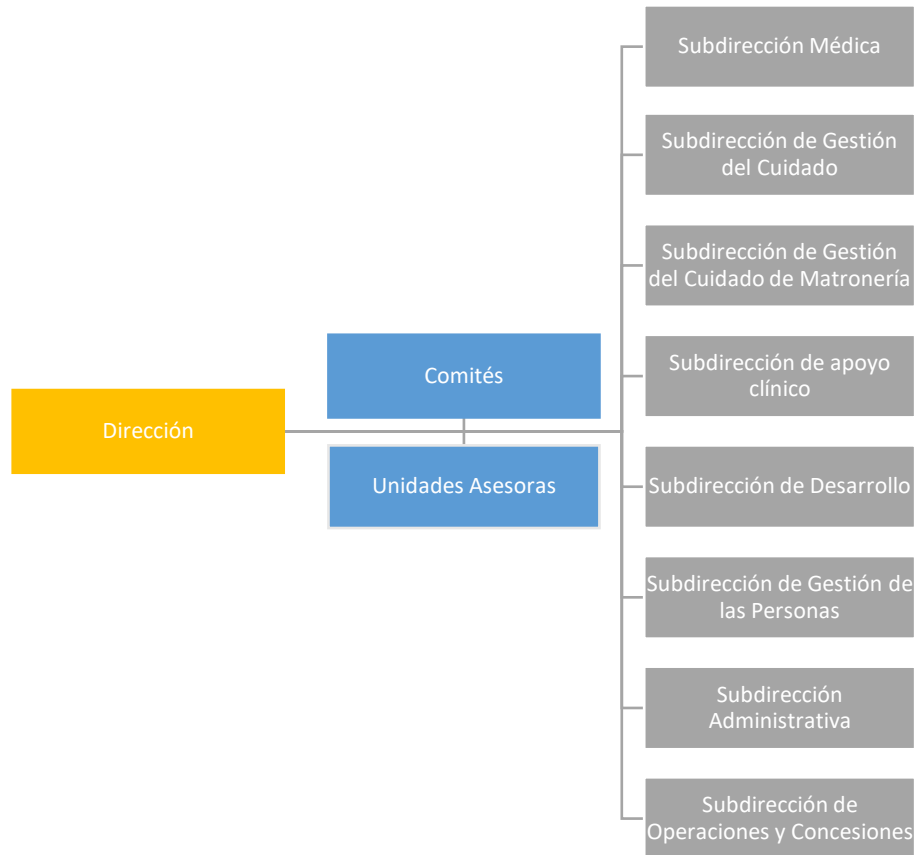 Subdirección Médica
Subdirección de Gestión
del Cuidado
Subdirección de Gestión
del Cuidado de Matronería
Comités
Subdirección de apoyo
clínico
Dirección
Unidades Asesoras
Subdirección de Desarrollo
Subdirección de Gestión de
las Personas
Subdirección
Administrativa
Subdirección de
Operaciones y Concesiones